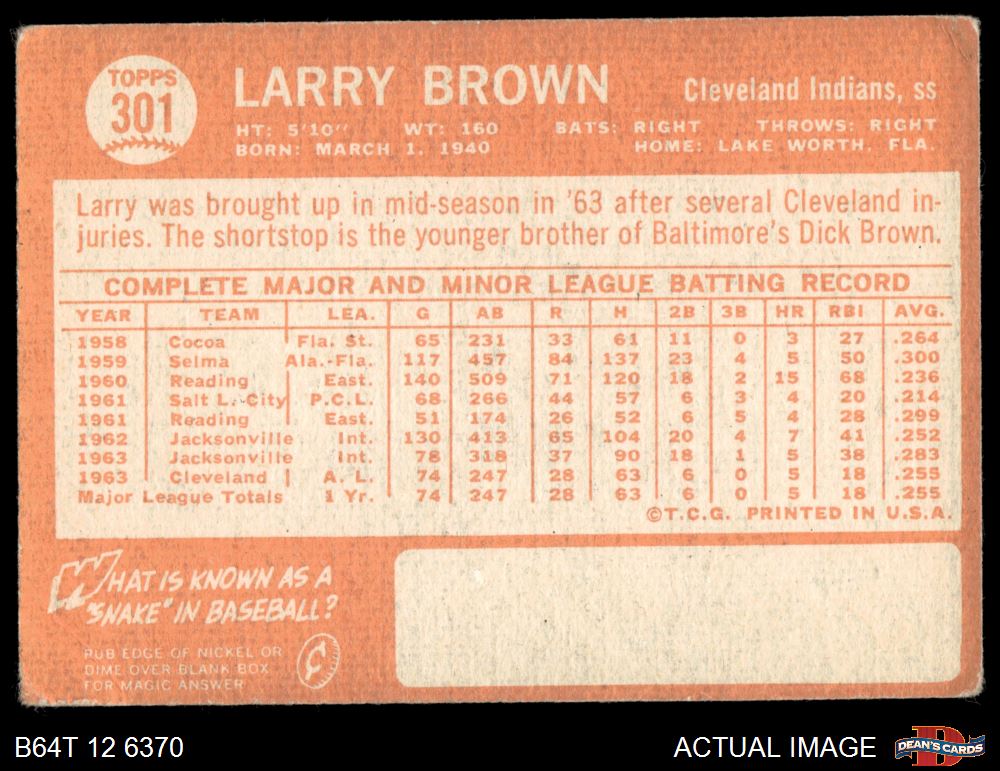 TOPPS
301
LARRY BROWN
Cleveland Indians, ss
HT: 5'10" WT: 160 BATS: RIGHT THROWS: RIGHT
BORN: MARCH 1, 1940 HOME: LAKE WORTH, FLA.
Larry was brought up in mid-season in '63 after several Cleveland in-
juries. The shortstop is the younger brother of Baltimore's Dick Brown.
COMPLETE MAJOR AND MINOR LEAGUE BATTING RECORD
YEAR TEAM LEA. G AB R H 2B 3B HR RBI AVG.
1958 Cocoa Fla. St. 65 231 33 61 11 0 3 27 .264
1959 Selma Ala.-Fla. 117 457 84 137 23 4 5 50 .300
1960 Reading East. 140 509 71 120 18 2 15 68 .236
1961 Salt L. City P.C.L. 68 266 44 57 6 3 4 20 .214
1961 Reading East. 51 174 26 52 6 5 4 28 .299
1962 Jacksonville Int. 130 413 65 104 20 4 7 41 .252
1963 Jacksonville Int. 78 318 37 90 18 1 5 38 .283
1963 Cleveland A. L. 74 247 28 63 6 0 5 18 .255
Major League Totals 1 Yr. 74 247 28 63 6 0 5 18 .255
©T.C.G. PRINTED IN U.S.A.
WHAT IS KNOWN AS A
"SNAKE" IN BASEBALL?
RUB EDGE OF NICKEL OR
DIME OVER BLANK BOX
FOR MAGIC ANSWER
B64T 12 6370
ACTUAL IMAGE
D
DEAN'S CARDS